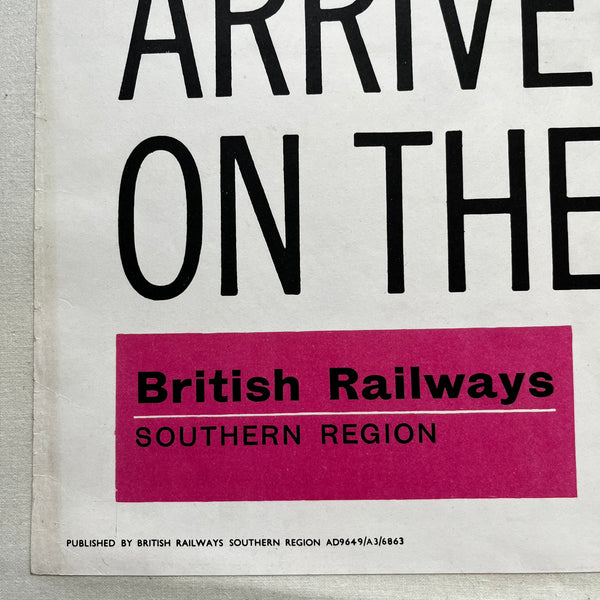 ARRIVE
ON THE
British Railways
SOUTHERN REGION
PUBLISHED BY BRITISH RAILWAYS SOUTHERN REGION AD9649/A3/6863